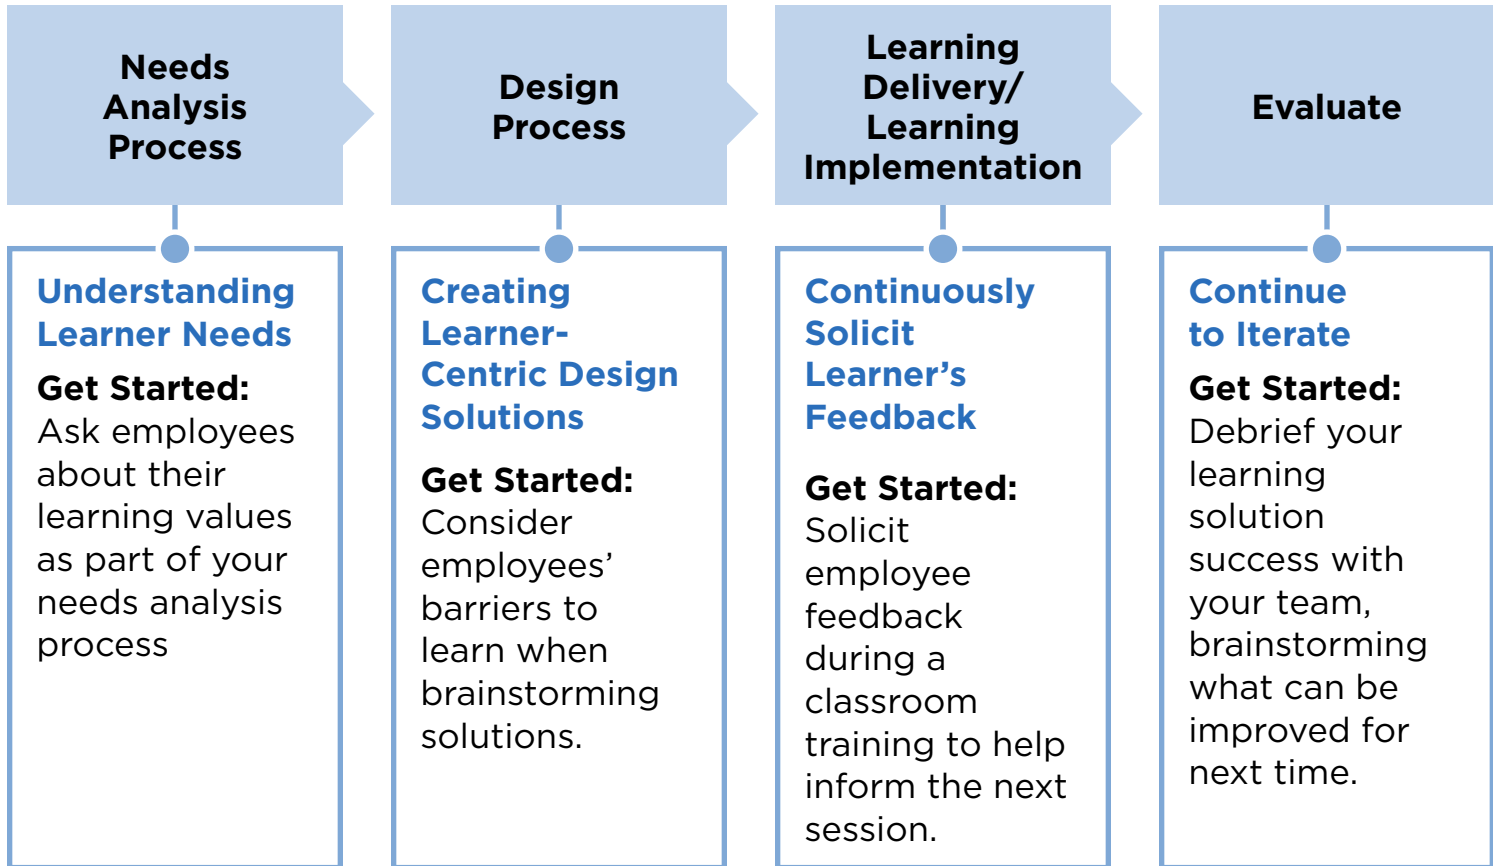 Needs
Analysis
Process
Design
Process
Learning
Delivery/
Learning
Implementation
Evaluate
Understanding
Learner Needs
Get Started:
Ask employees
about their
learning values
as part of your
needs analysis
process
Creating
Learner-
Centric Design
Solutions
Get Started:
Consider
employees’
barriers to
learn when
brainstorming
solutions.
Continuously
Solicit
Learner’s
Feedback
Get Started:
Solicit
employee
feedback
during a
classroom
training to help
inform the next
session.
Continue
to Iterate
Get Started:
Debrief your
learning
solution
success with
your team,
brainstorming
what can be
improved for
next time.